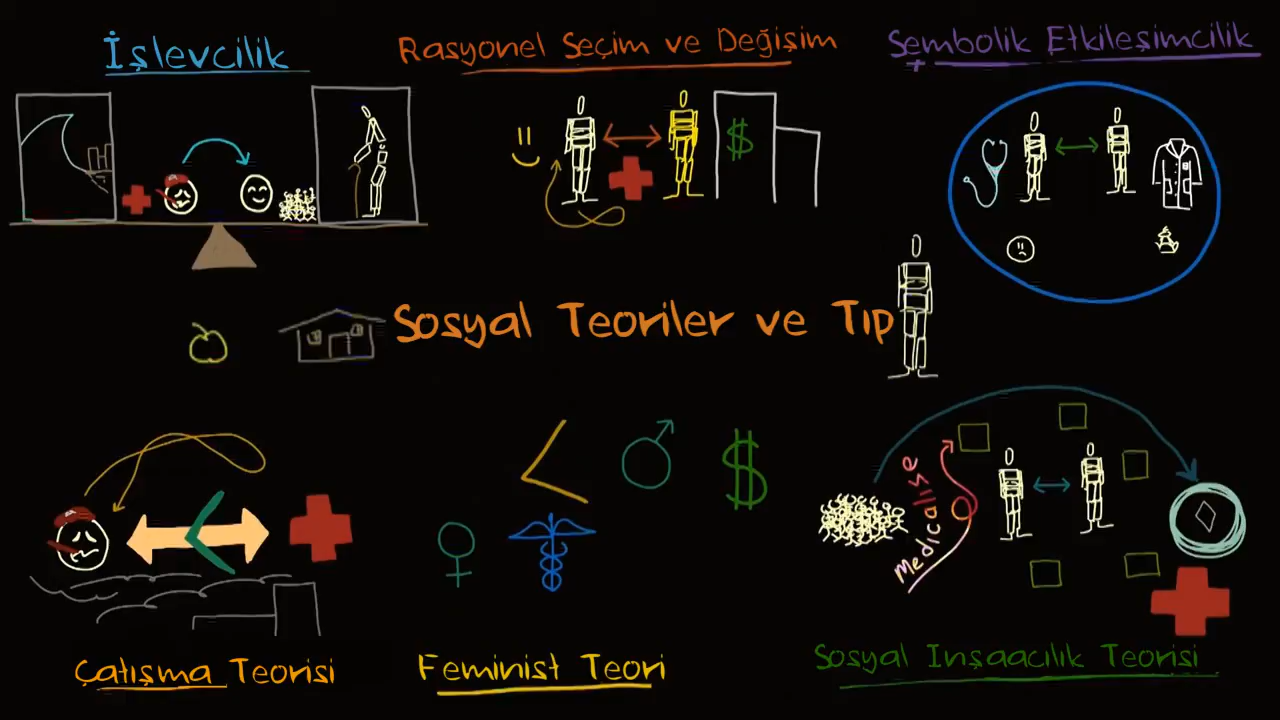 İşlevcilik
Rasyonel Seçim ve Değişim
Sembolik Etkileşimcilik
$
Sosyal Teoriler ve Tıp
$
Medicalise
Çatışma Teorisi
Feminist Teori
Sosyal İnşaacılık Teorisi